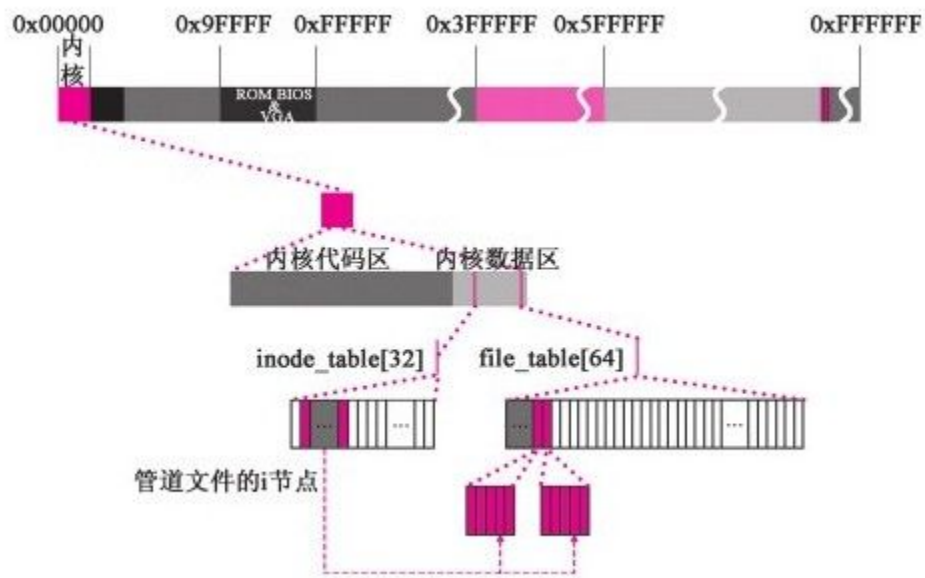 0x00000 0x9FFFF 0xFFFFF 0x3FFFFF 0x5FFFFF 0xFFFFFF
内
核
ROM BIOS
&
VGA
内核代码区 内核数据区
inode_table[32] file_table[64]
... ... ... ...
管道文件的i节点